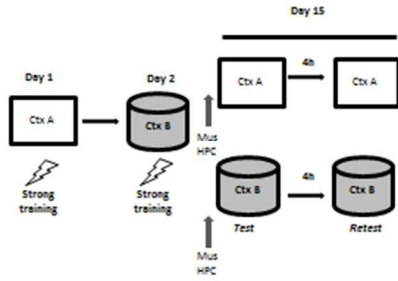 Day 15
Day 1
Day 2
Ctx A
4h
Ctx A
Ctx A
Ctx B
Strong
training
Strong
training
Mus
HPC
Ctx B
4h
Ctx B
Test
Retest
Mus
HPC